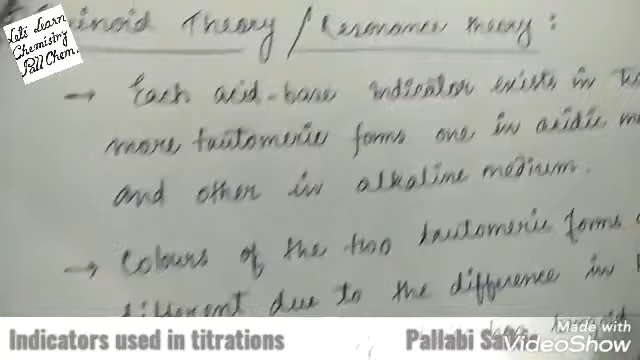 Let's Learn
Chemistry
Pall Chem.
Theory / Resonance theory :
→ Each acid-base indicator exists in
more tautomeric forms one in acidic
and other in alkaline medium.
→ Colours of the two tautomeric forms
different due to the difference in
Indicators used in titrations
Pallabi
Made with
VideoShow